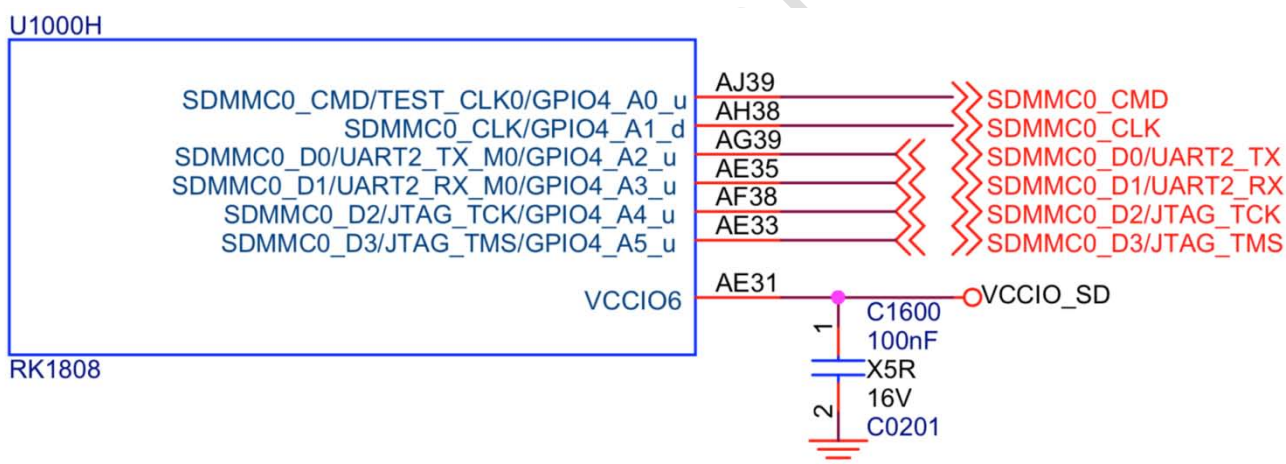 U1000H
SDMMC0_CMD/TEST_CLK0/GPIO4_A0_u AJ39 SDMMC0_CMD
SDMMC0_CLK/GPIO4_A1_d AH38 SDMMC0_CLK
SDMMC0_D0/UART2_TX_M0/GPIO4_A2_u AG39 SDMMC0_D0/UART2_TX
SDMMC0_D1/UART2_RX_M0/GPIO4_A3_u AE35 SDMMC0_D1/UART2_RX
SDMMC0_D2/JTAG_TCK/GPIO4_A4_u AF38 SDMMC0_D2/JTAG_TCK
SDMMC0_D3/JTAG_TMS/GPIO4_A5_u AE33 SDMMC0_D3/JTAG_TMS
VCCIO6 AE31 VCCIO_SD
RK1808
1
2
C1600
100nF
X5R
16V
C0201